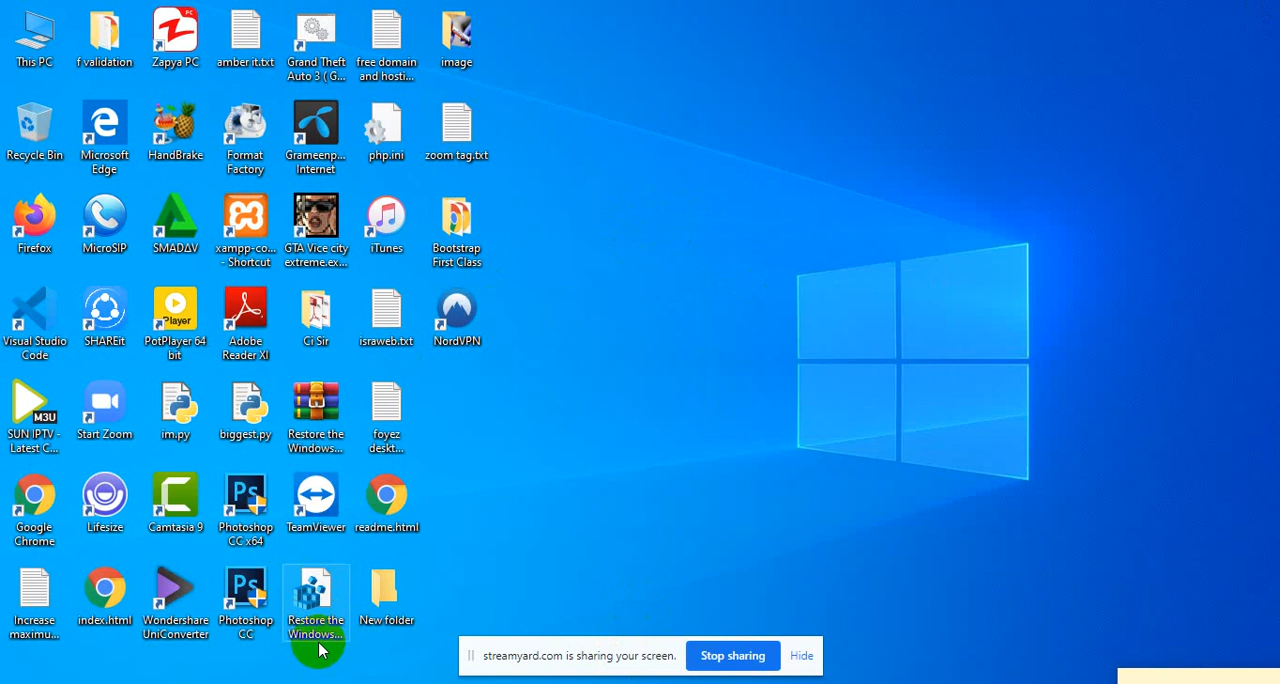 This PC
f validation
Zapya PC
amber it.txt
Grand Theft
Auto 3 ( G...
free domain
and hosti...
image
Recycle Bin
Microsoft
Edge
HandBrake
Format
Factory
Grameenp...
Internet
php.ini
zoom tag.txt
Firefox
MicroSIP
SMADΔV
xampp-co...
- Shortcut
GTA Vice city
extreme.ex...
iTunes
Bootstrap
First Class
Visual Studio
Code
SHAREit
Player
PotPlayer 64
bit
Adobe
Reader XI
Ci Sir
israweb.txt
NordVPN
M3U
SUN IPTV -
Latest C...
Start Zoom
im.py
biggest.py
Restore the
Windows...
foyez
deskt...
Google
Chrome
Lifesize
Camtasia 9
Ps
Photoshop
CC x64
TeamViewer
readme.html
Increase
maximu...
index.html
Wondershare
UniConverter
Ps
Photoshop
CC
Restore the
Windows...
New folder
streamyard.com is sharing your screen.
Stop sharing
Hide